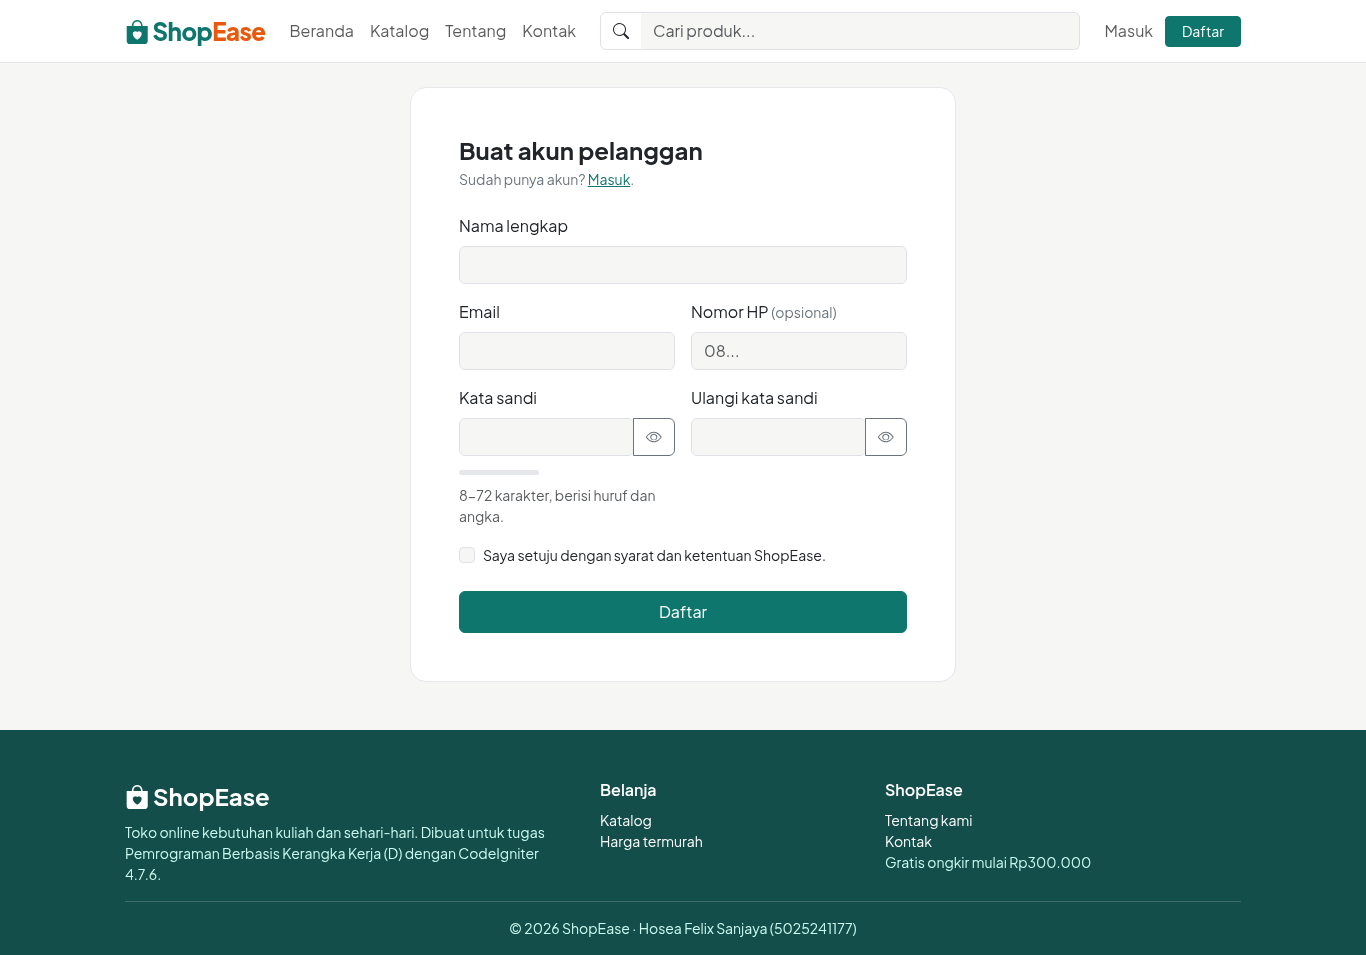 ShopEase
Beranda
Katalog
Tentang
Kontak
Cari produk...
Masuk
Daftar
Buat akun pelanggan
Sudah punya akun? Masuk.
Nama lengkap
Email
Nomor HP (opsional)
08...
Kata sandi
Ulangi kata sandi
8–72 karakter, berisi huruf dan
angka.
Saya setuju dengan syarat dan ketentuan ShopEase.
Daftar
ShopEase
Toko online kebutuhan kuliah dan sehari-hari. Dibuat untuk tugas
Pemrograman Berbasis Kerangka Kerja (D) dengan CodeIgniter
4.7.6.
Belanja
Katalog
Harga termurah
ShopEase
Tentang kami
Kontak
Gratis ongkir mulai Rp300.000
© 2026 ShopEase · Hosea Felix Sanjaya (5025241177)